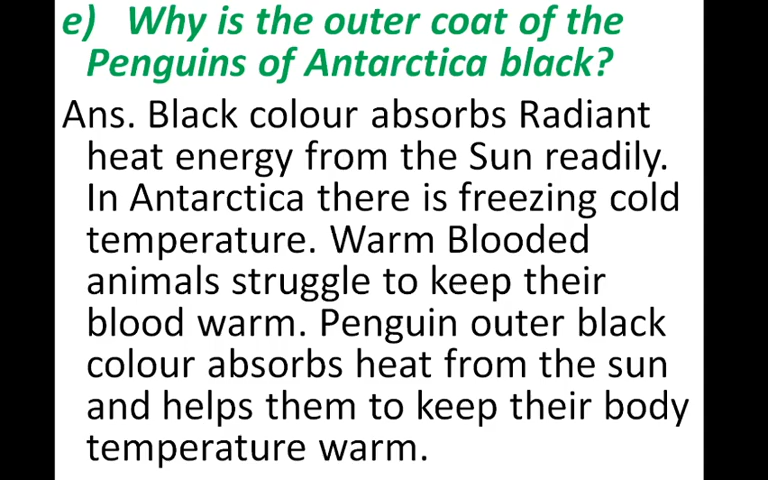 e) Why is the outer coat of the
Penguins of Antarctica black?
Ans. Black colour absorbs Radiant
heat energy from the Sun readily.
In Antarctica there is freezing cold
temperature. Warm Blooded
animals struggle to keep their
blood warm. Penguin outer black
colour absorbs heat from the sun
and helps them to keep their body
temperature warm.